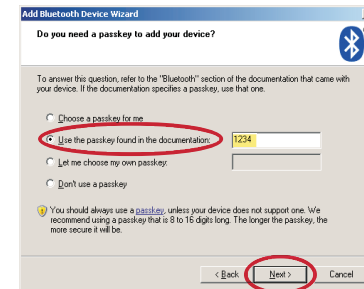 Add Bluetooth Device Wizard
Do you need a passkey to add your device?
To answer this question, refer to the "Bluetooth" section of the documentation that came with
your device. If the documentation specifies a passkey, use that one.
Choose a passkey for me
Use the passkey found in the documentation: 1234
Let me choose my own passkey:
Don't use a passkey
You should always use a passkey, unless your device does not support one. We
recommend using a passkey that is 8 to 16 digits long. The longer the passkey, the
more secure it will be.
< Back Next > Cancel